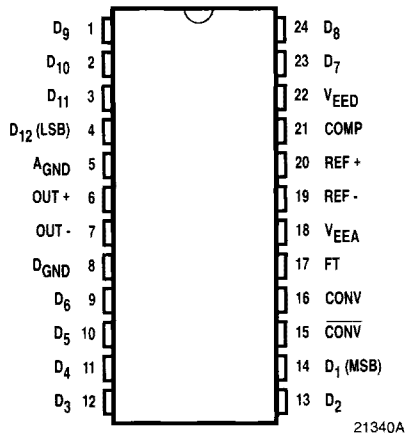 D9 1 24 D8
D10 2 23 D7
D11 3 22 VEED
D12 (LSB) 4 21 COMP
AGND 5 20 REF +
OUT + 6 19 REF -
OUT - 7 18 VEEA
DGND 8 17 FT
D6 9 16 CONV
D5 10 15 C̅O̅N̅V̅
D4 11 14 D1 (MSB)
D3 12 13 D2
21340A